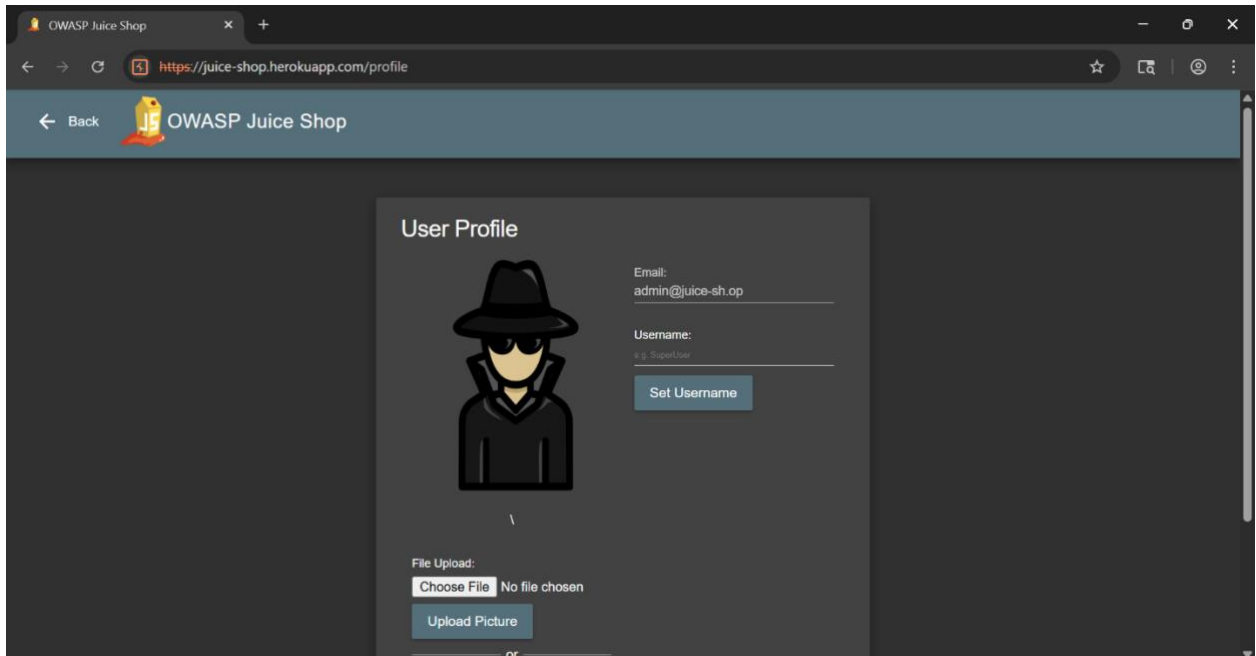 OWASP Juice Shop
https://juice-shop.herokuapp.com/profile
Back
JS
OWASP Juice Shop
User Profile
Email:
admin@juice-sh.op
Username:
e.g. SuperUser
Set Username
\
File Upload:
Choose File No file chosen
Upload Picture
or